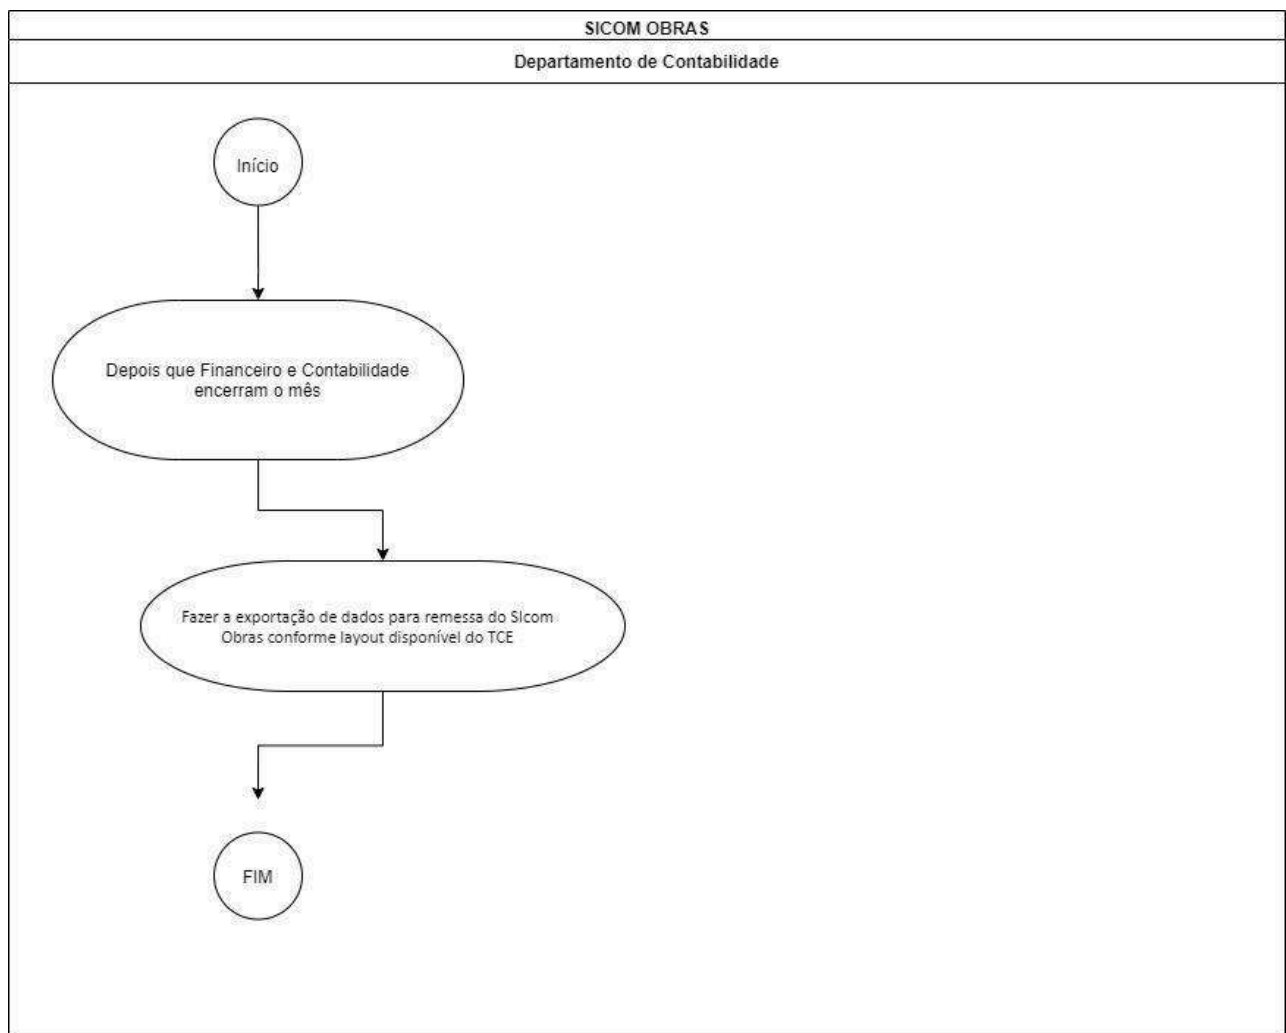 SICOM OBRAS
Departamento de Contabilidade
Início
Depois que Financeiro e Contabilidade
encerram o mês
Fazer a exportação de dados para remessa do SIcom
Obras conforme layout disponível do TCE
FIM